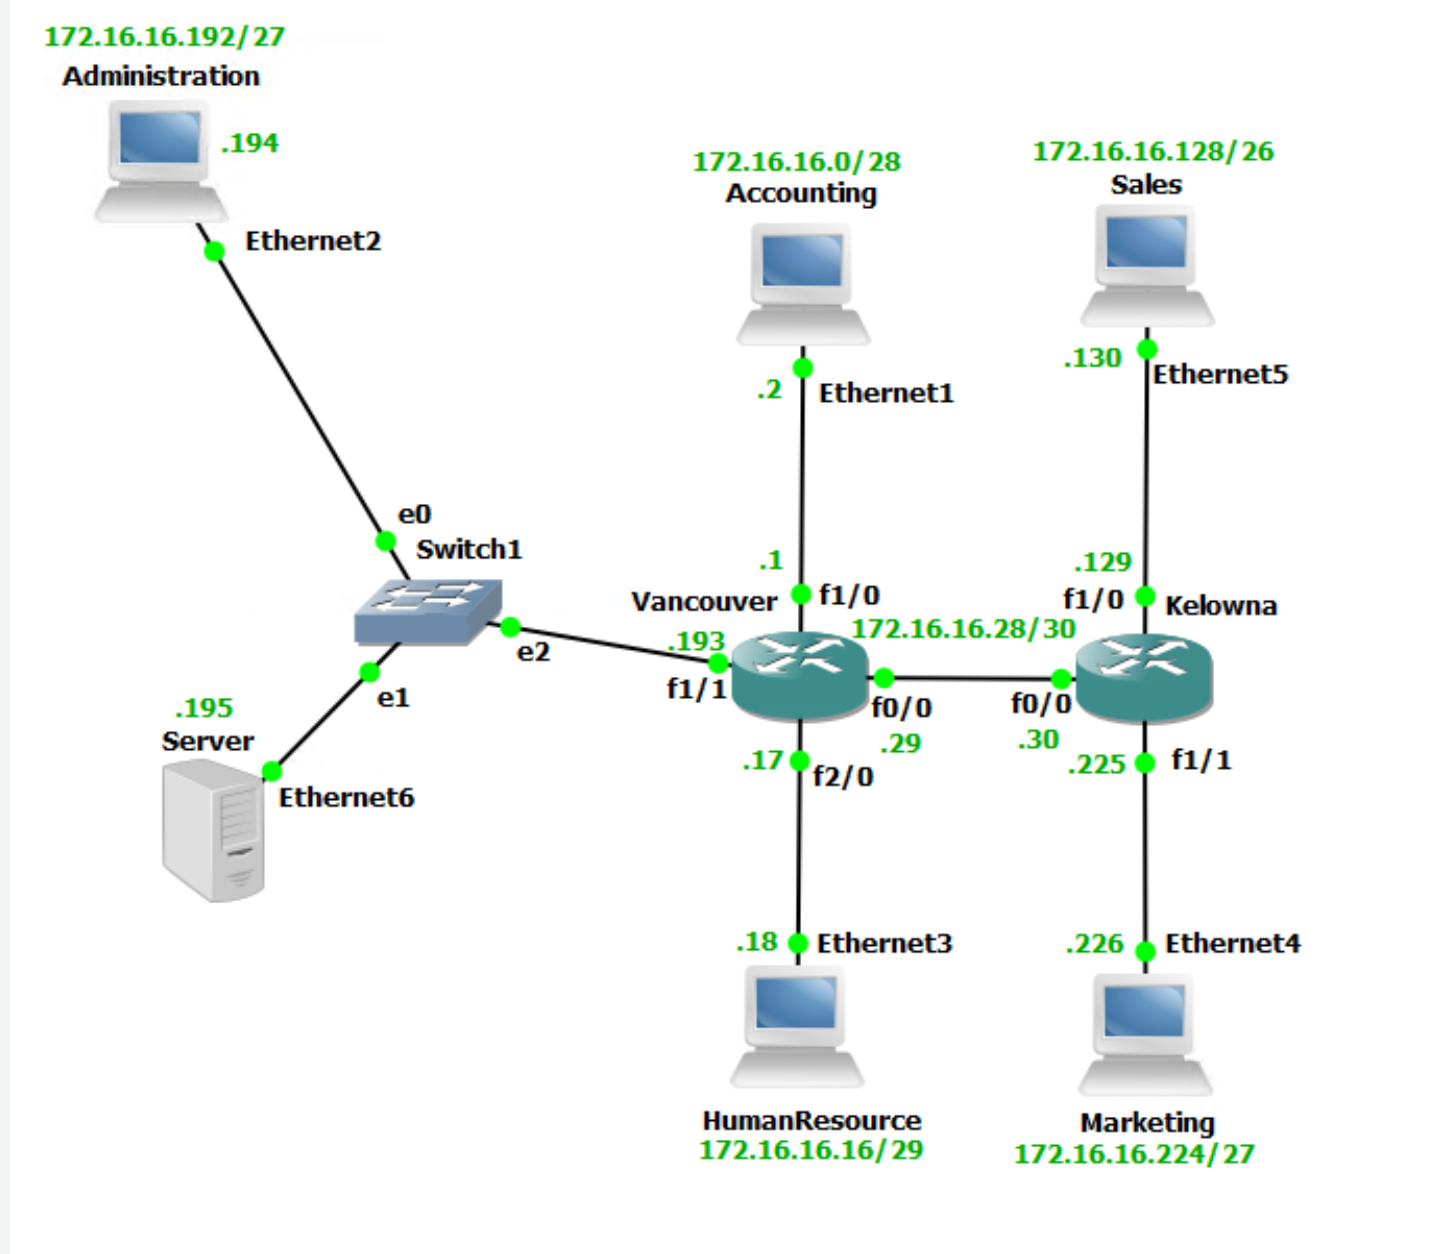 172.16.16.192/27
Administration
.194
Ethernet2
172.16.16.0/28
Accounting
.2
Ethernet1
172.16.16.128/26
Sales
.130
Ethernet5
e0
Switch1
e2
e1
.195
Server
Ethernet6
Vancouver
.1
f1/0
.193
f1/1
172.16.16.28/30
f0/0
.29
.17
f2/0
.129
f1/0
Kelowna
f0/0
.30
.225
f1/1
.18
Ethernet3
HumanResource
172.16.16.16/29
.226
Ethernet4
Marketing
172.16.16.224/27